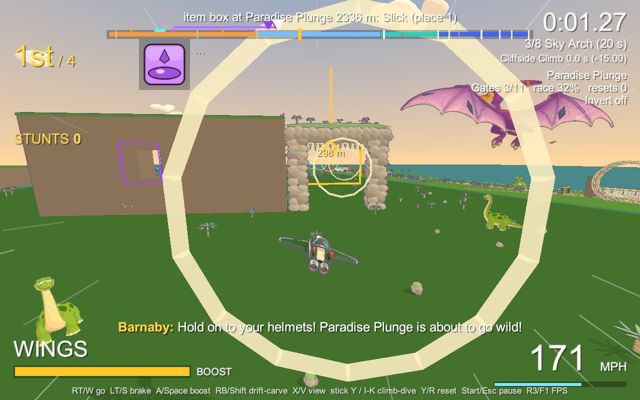 item box at Paradise Plunge 2336 m: Slick (place 1)
0:01.27
3/8 Sky Arch (20 s)
Cliffside Climb 0.0 s (-15.00)
Paradise Plunge
Gates 3/11 race 32% resets 0
Invert off
1st / 4
...
STUNTS 0
298 m
Barnaby: Hold on to your helmets! Paradise Plunge is about to go wild!
WINGS
BOOST
171 MPH
RT/W go LT/S brake A/Space boost RB/Shift drift-carve X/V view stick Y / I-K climb-dive Y/R reset Start/Esc pause R3/F1 FPS